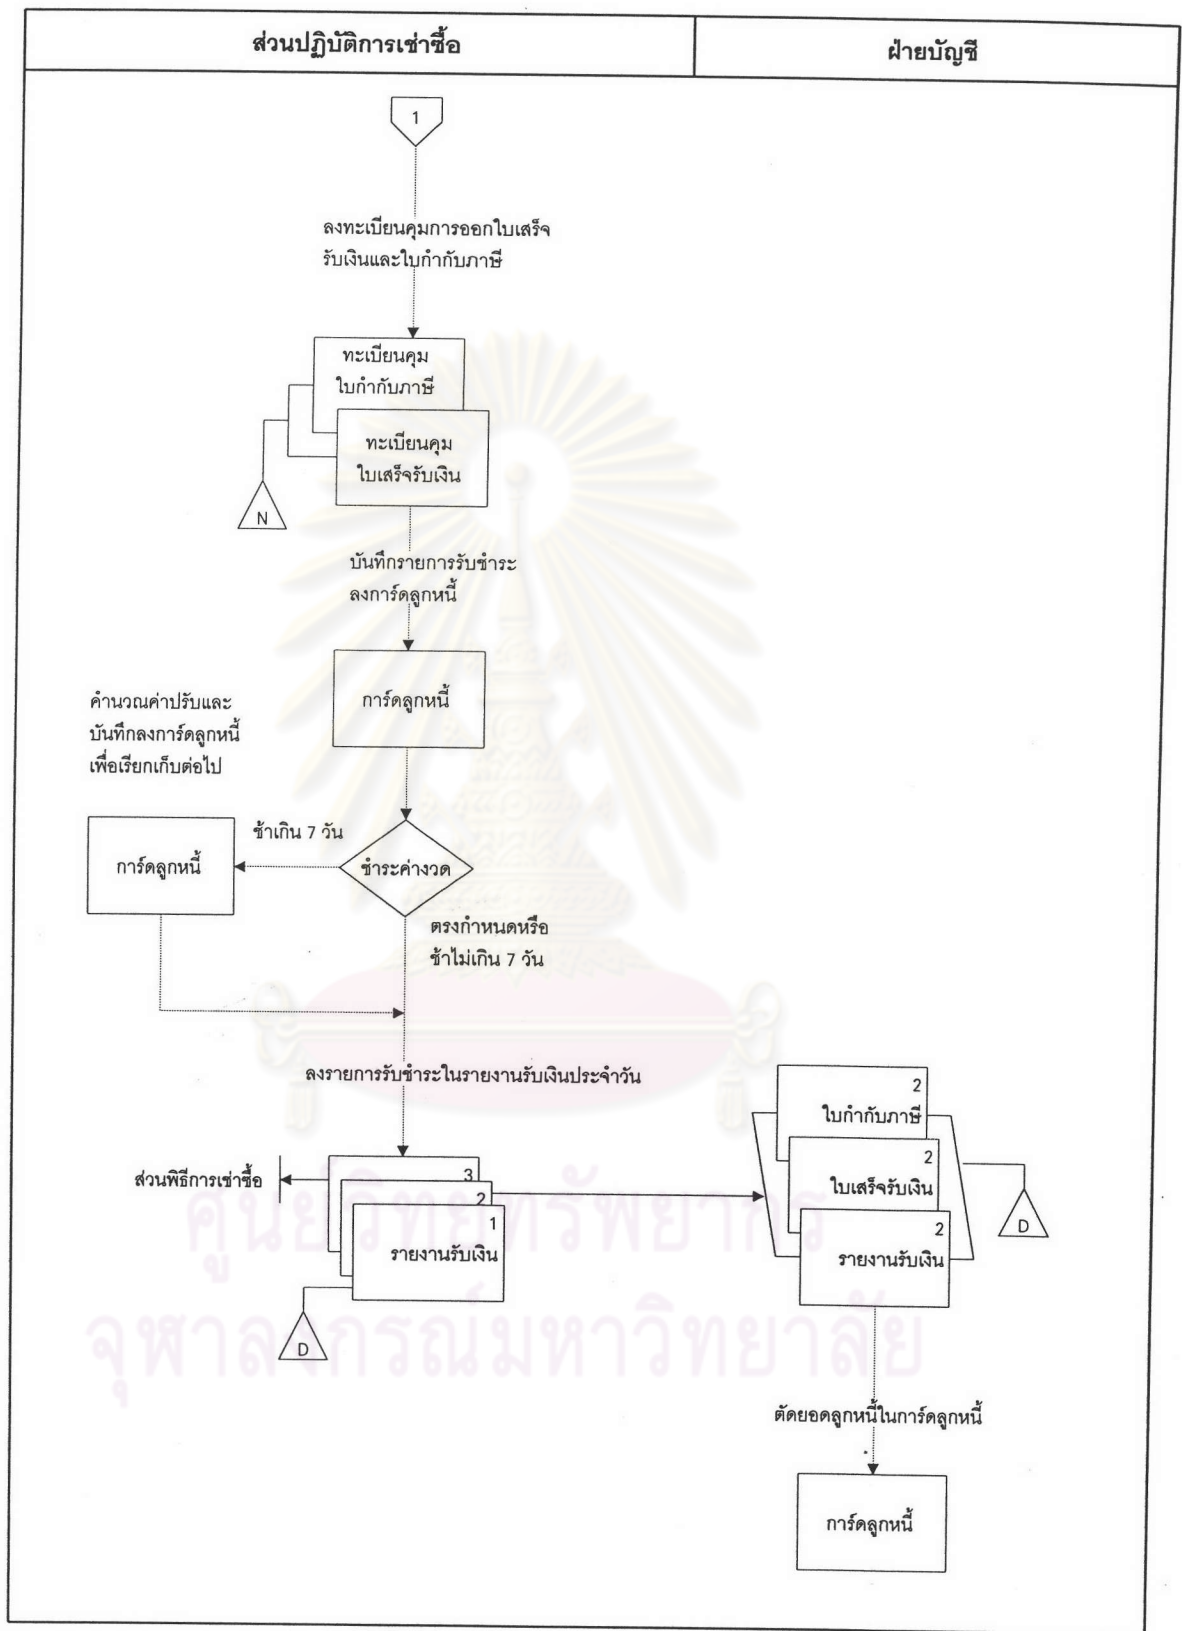 ส่วนปฏิบัติการเช่าซื้อ
ฝ่ายบัญชี
1
ลงทะเบียนคุมการออกใบเสร็จ
รับเงินและใบกำกับภาษี
ทะเบียนคุม
ใบกำกับภาษี
ทะเบียนคุม
ใบเสร็จรับเงิน
N
บันทึกรายการรับชำระ
ลงการ์ดลูกหนี้
การ์ดลูกหนี้
คำนวณค่าปรับและ
บันทึกลงการ์ดลูกหนี้
เพื่อเรียกเก็บต่อไป
ช้าเกิน 7 วัน
การ์ดลูกหนี้
ชำระค่างวด
ตรงกำหนดหรือ
ช้าไม่เกิน 7 วัน
ลงรายการรับชำระในรายงานรับเงินประจำวัน
ส่วนพิธีการเช่าซื้อ
3
2
1
รายงานรับเงิน
D
2
ใบกำกับภาษี
2
ใบเสร็จรับเงิน
2
รายงานรับเงิน
D
ตัดยอดลูกหนี้ในการ์ดลูกหนี้
การ์ดลูกหนี้
ศูนย์วิทยทรัพยากร
จุฬาลงกรณ์มหาวิทยาลัย